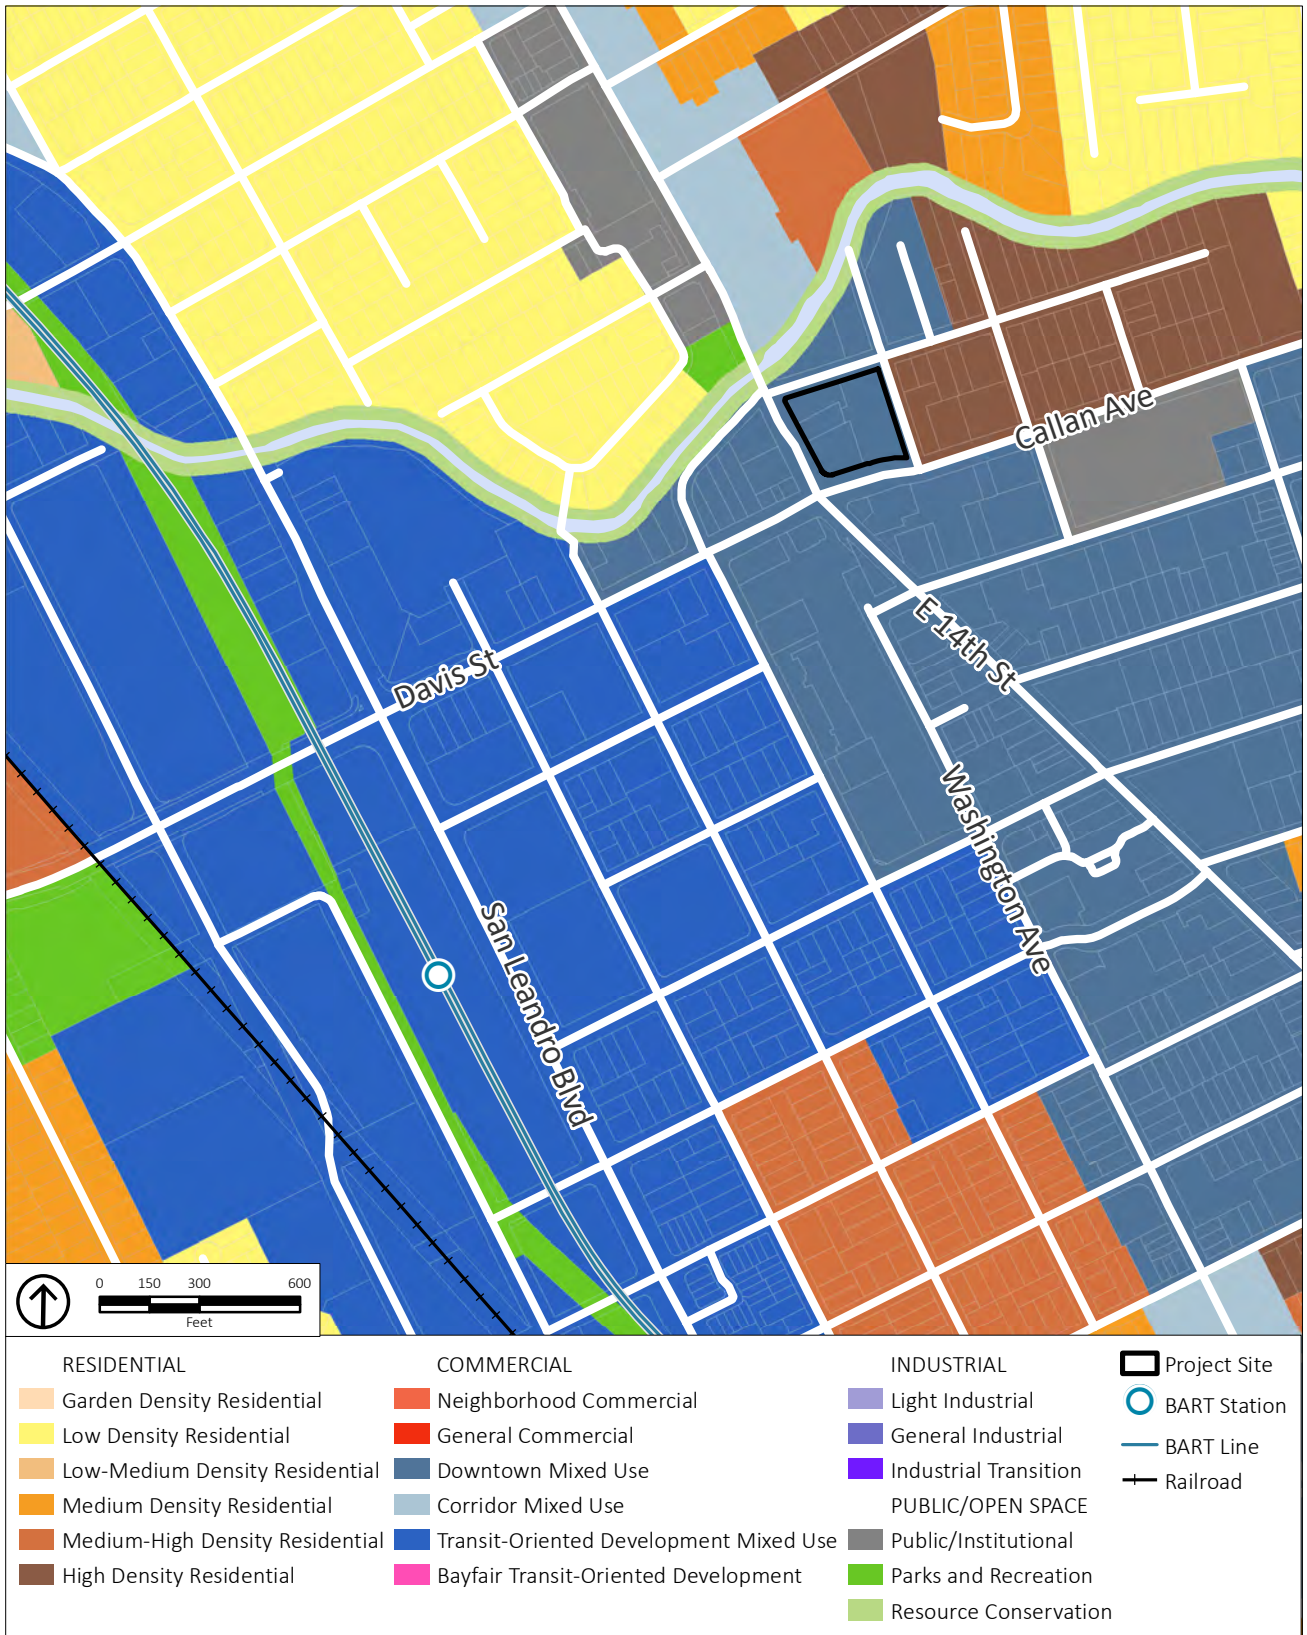 Callan Ave
E 14th St
Davis St
Washington Ave
San Leandro Blvd
0 150 300 600
Feet
RESIDENTIAL
Garden Density Residential
Low Density Residential
Low-Medium Density Residential
Medium Density Residential
Medium-High Density Residential
High Density Residential
COMMERCIAL
Neighborhood Commercial
General Commercial
Downtown Mixed Use
Corridor Mixed Use
Transit-Oriented Development Mixed Use
Bayfair Transit-Oriented Development
INDUSTRIAL
Light Industrial
General Industrial
Industrial Transition
PUBLIC/OPEN SPACE
Public/Institutional
Parks and Recreation
Resource Conservation
Project Site
BART Station
BART Line
Railroad